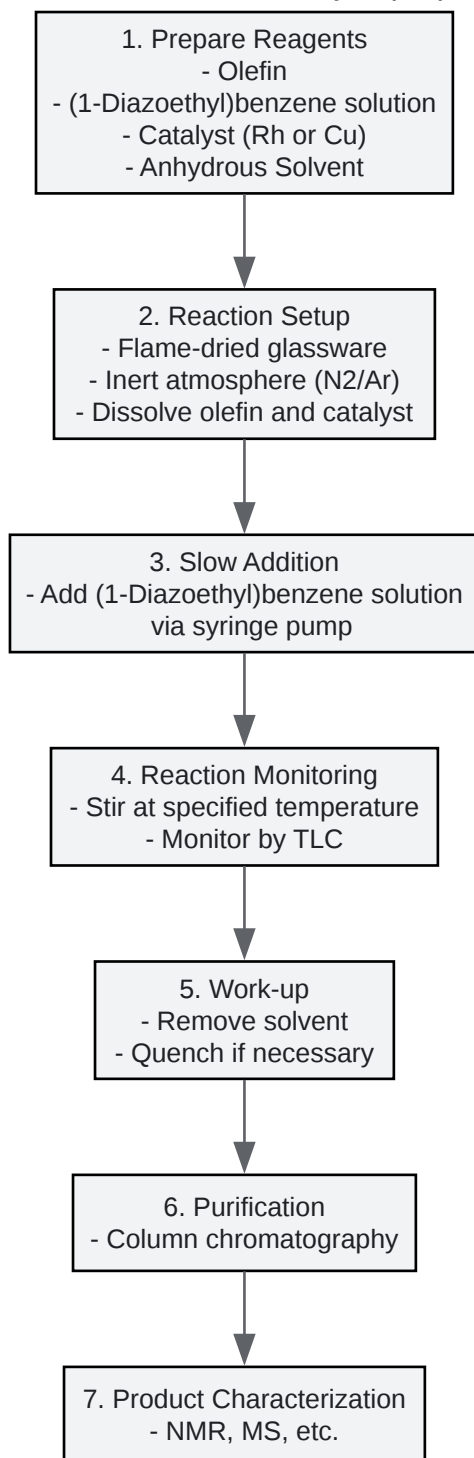 1. Prepare Reagents
- Olefin
- (1-Diazoethyl)benzene solution
- Catalyst (Rh or Cu)
- Anhydrous Solvent
2. Reaction Setup
- Flame-dried glassware
- Inert atmosphere (N2/Ar)
- Dissolve olefin and catalyst
3. Slow Addition
- Add (1-Diazoethyl)benzene solution
via syringe pump
4. Reaction Monitoring
- Stir at specified temperature
- Monitor by TLC
5. Work-up
- Remove solvent
- Quench if necessary
6. Purification
- Column chromatography
7. Product Characterization
- NMR, MS, etc.